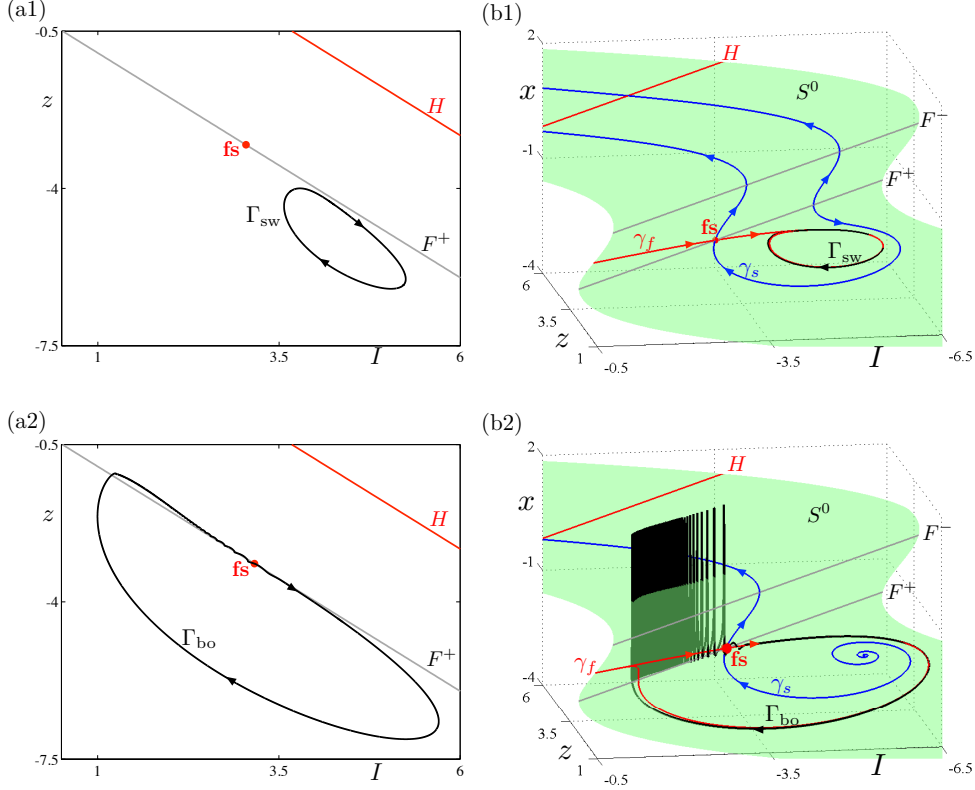 (a1)
-0.5
z
-4
-7.5
1
3.5
I
6
H
fs
Γsw
F⁺
(b1)
2
x
-1
-4
6
3.5
z
1
-0.5
-3.5
I
-6.5
H
S⁰
F⁻
F⁺
γf
fs
γs
Γsw
(a2)
-0.5
z
-4
-7.5
1
3.5
I
6
H
fs
Γbo
F⁺
(b2)
2
x
-1
-4
6
3.5
z
1
-0.5
-3.5
I
-6.5
H
S⁰
F⁻
F⁺
γf
fs
γs
Γbo